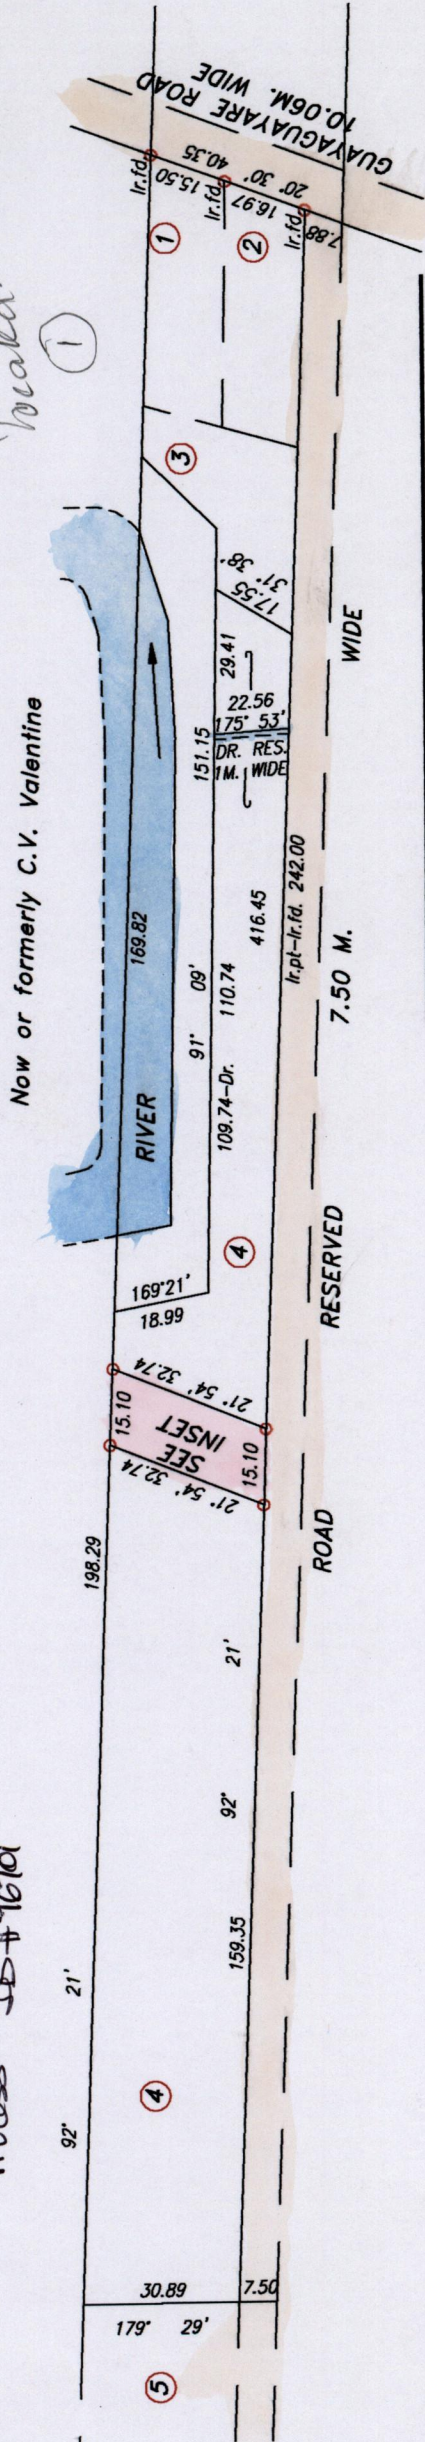 GUAYAGUAYARE ROAD
10.06M. WIDE
40.35
20° 30'
Ir.fd.
15.50
Ir.fd.
16.97
Ir.fd.
7.88
1
2
1
3
Now or formerly C.V. Valentine
169.82
RIVER
38'
31°
17.55
29.41
22.56
175° 53'
DR. RES.
1M. WIDE
151.15
91° 09'
109.74-Dr. 110.74
416.45
Ir.pt-Ir.fd. 242.00
ROAD RESERVED 7.50 M. WIDE
4
169°21'
18.99
15.10
21° 54' 32.74
SEE
INSET
21° 54' 32.74
15.10
198.29
92° 21'
159.35
92° 21'
4
30.89
7.50
179° 29'
5